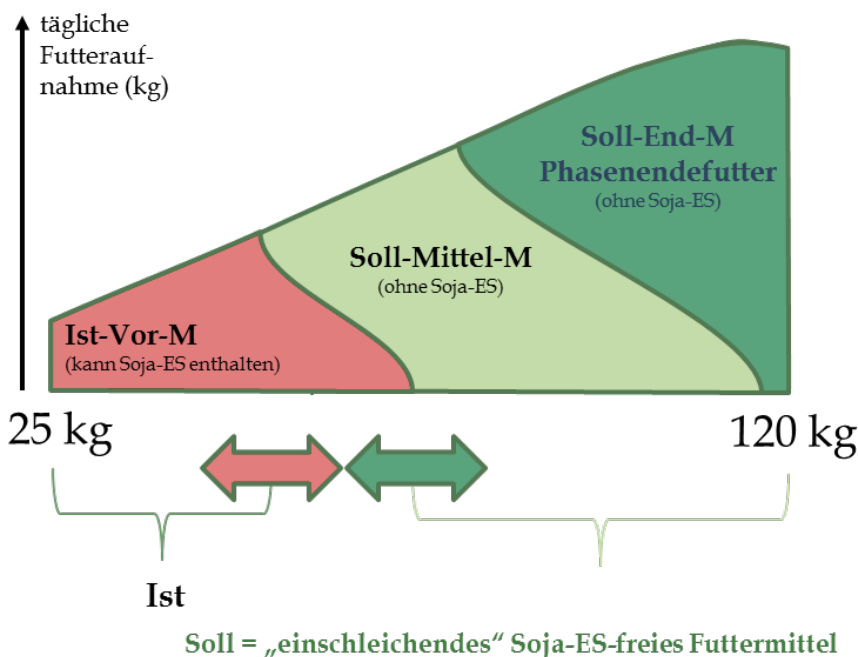 tägliche
Futterauf-
nahme (kg)
Soll-End-M
Phasenendefutter
(ohne Soja-ES)
Soll-Mittel-M
(ohne Soja-ES)
Ist-Vor-M
(kann Soja-ES enthalten)
25 kg
120 kg
Ist
Soll = „einschleichendes“ Soja-ES-freies Futtermittel